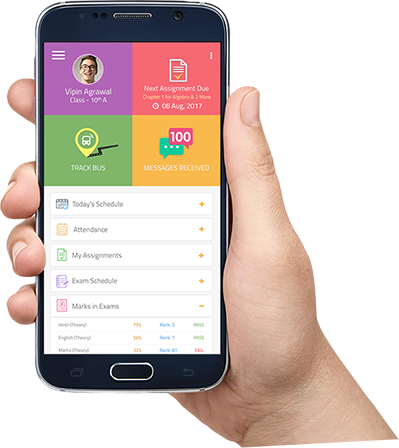 Vipin Agrawal
Class - 10th A
Next Assignment Due
Chapter 1 for Algebra & 2 More
08 Aug, 2017
TRACK BUS
100
MESSAGES RECEIVED
Today's Schedule +
Attendance +
My Assignments +
Exam Schedule +
Marks in Exams −
Hindi (Theory) 75% Rank: 3 PASS
English (Theory) 56% Rank: 7 PASS
Maths (Theory) 32% Rank: 81 FAIL